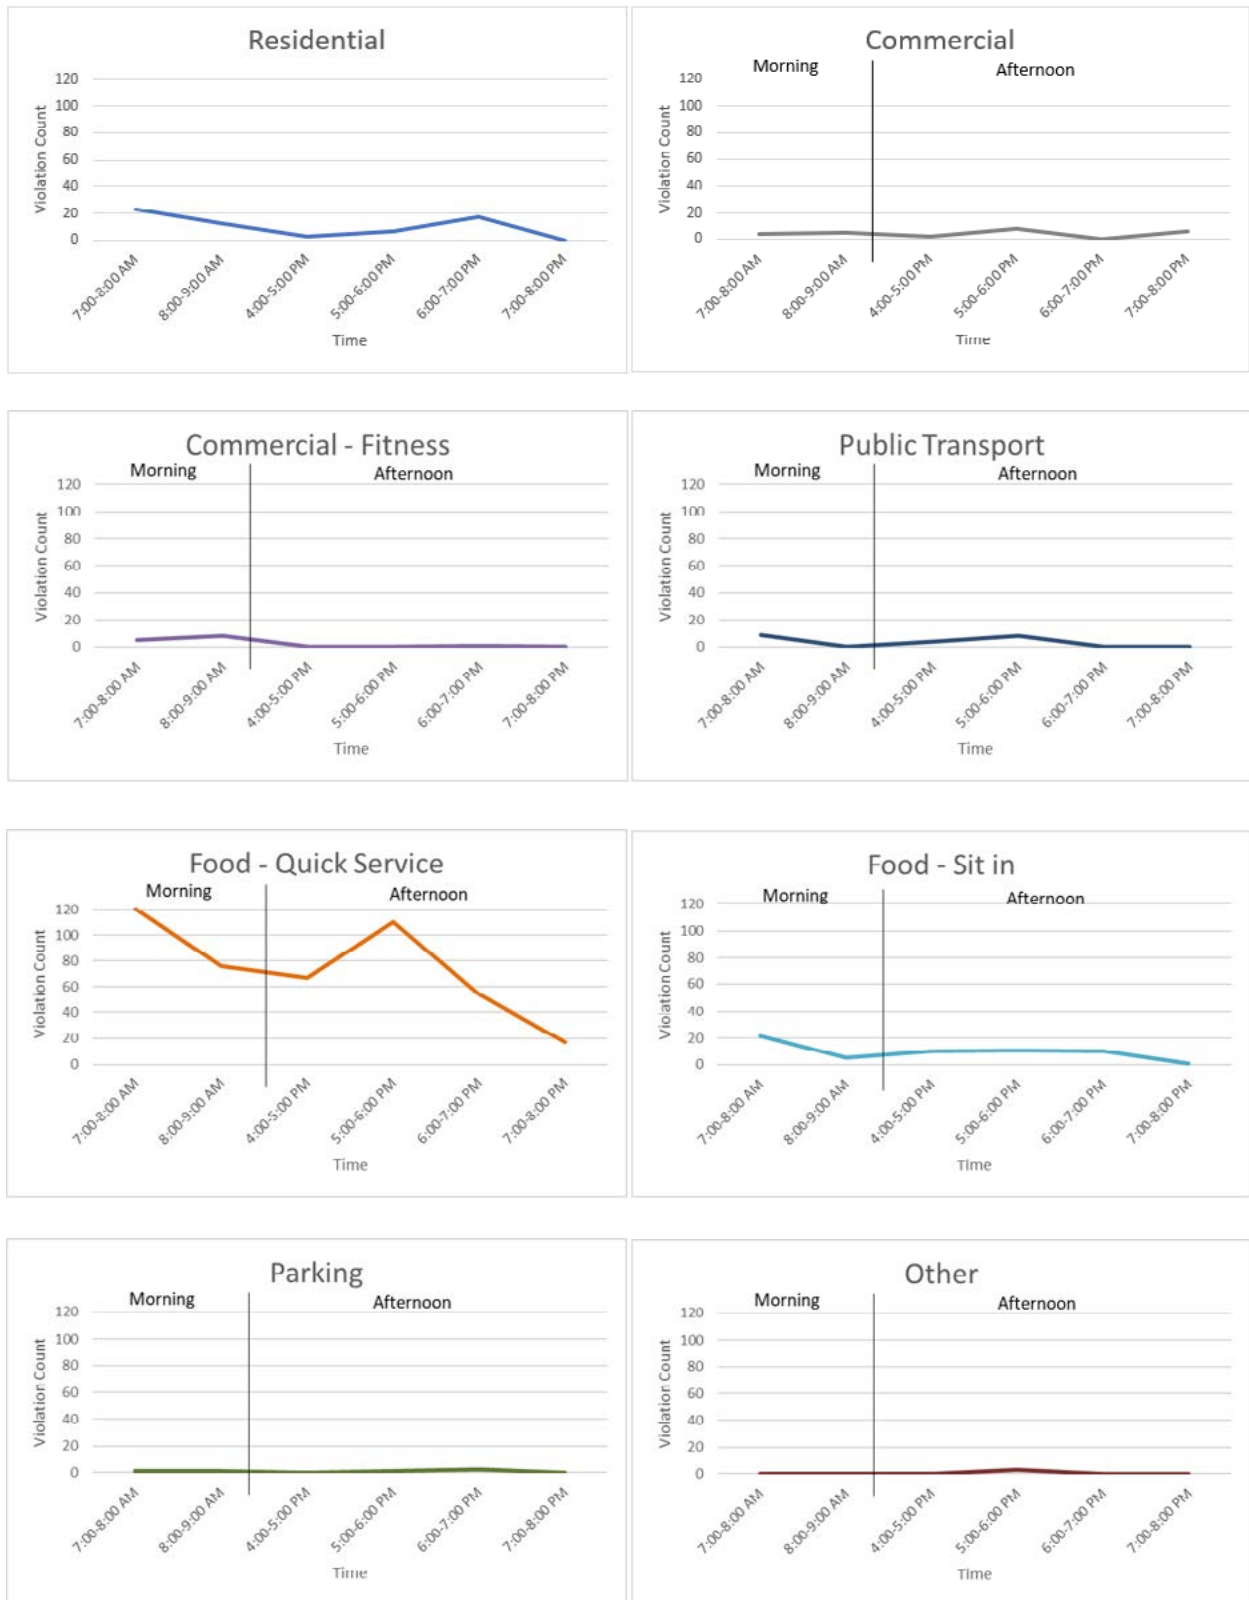 Residential
120
100
80
60
40
20
0
Violation Count
7:00-8:00 AM
8:00-9:00 AM
4:00-5:00 PM
5:00-6:00 PM
6:00-7:00 PM
7:00-8:00 PM
Time
Commercial
Morning
Afternoon
120
100
80
60
40
20
0
Violation Count
7:00-8:00 AM
8:00-9:00 AM
4:00-5:00 PM
5:00-6:00 PM
6:00-7:00 PM
7:00-8:00 PM
Time
Commercial - Fitness
Morning
Afternoon
120
100
80
60
40
20
0
Violation Count
7:00-8:00 AM
8:00-9:00 AM
4:00-5:00 PM
5:00-6:00 PM
6:00-7:00 PM
7:00-8:00 PM
Time
Public Transport
Morning
Afternoon
120
100
80
60
40
20
0
Violation Count
7:00-8:00 AM
8:00-9:00 AM
4:00-5:00 PM
5:00-6:00 PM
6:00-7:00 PM
7:00-8:00 PM
Time
Food - Quick Service
Morning
Afternoon
120
100
80
60
40
20
0
Violation Count
7:00-8:00 AM
8:00-9:00 AM
4:00-5:00 PM
5:00-6:00 PM
6:00-7:00 PM
7:00-8:00 PM
Time
Food - Sit in
Morning
Afternoon
120
100
80
60
40
20
0
Violation Count
7:00-8:00 AM
8:00-9:00 AM
4:00-5:00 PM
5:00-6:00 PM
6:00-7:00 PM
7:00-8:00 PM
Time
Parking
Morning
Afternoon
120
100
80
60
40
20
0
Violation Count
7:00-8:00 AM
8:00-9:00 AM
4:00-5:00 PM
5:00-6:00 PM
6:00-7:00 PM
7:00-8:00 PM
Time
Other
Morning
Afternoon
120
100
80
60
40
20
0
Violation Count
7:00-8:00 AM
8:00-9:00 AM
4:00-5:00 PM
5:00-6:00 PM
6:00-7:00 PM
7:00-8:00 PM
Time